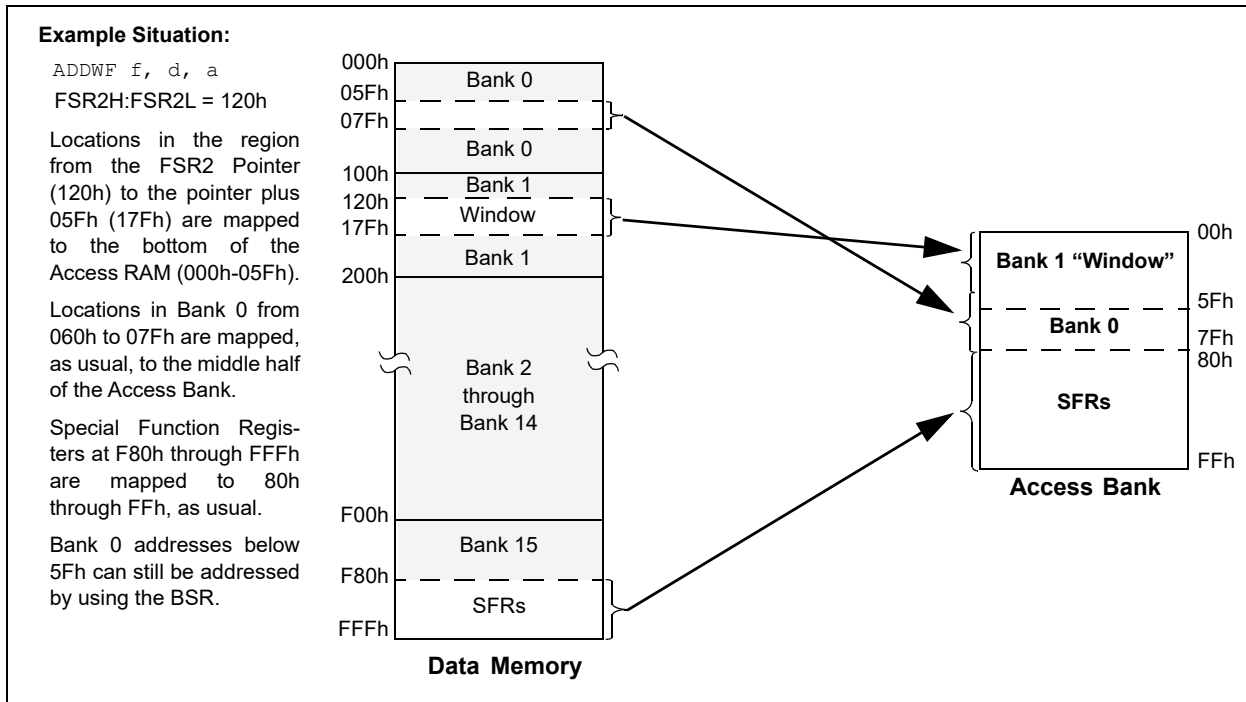 Example Situation:
ADDWF f, d, a
FSR2H:FSR2L = 120h
Locations in the region
from the FSR2 Pointer
(120h) to the pointer plus
05Fh (17Fh) are mapped
to the bottom of the
Access RAM (000h-05Fh).
Locations in Bank 0 from
060h to 07Fh are mapped,
as usual, to the middle half
of the Access Bank.
Special Function Regis-
ters at F80h through FFFh
are mapped to 80h
through FFh, as usual.
Bank 0 addresses below
5Fh can still be addressed
by using the BSR.
000h
Bank 0
05Fh
07Fh
Bank 0
100h
Bank 1
120h
Window
17Fh
Bank 1
200h
Bank 2
through
Bank 14
F00h
Bank 15
F80h
SFRs
FFFh
Data Memory
00h
Bank 1 “Window”
5Fh
Bank 0
7Fh
80h
SFRs
FFh
Access Bank